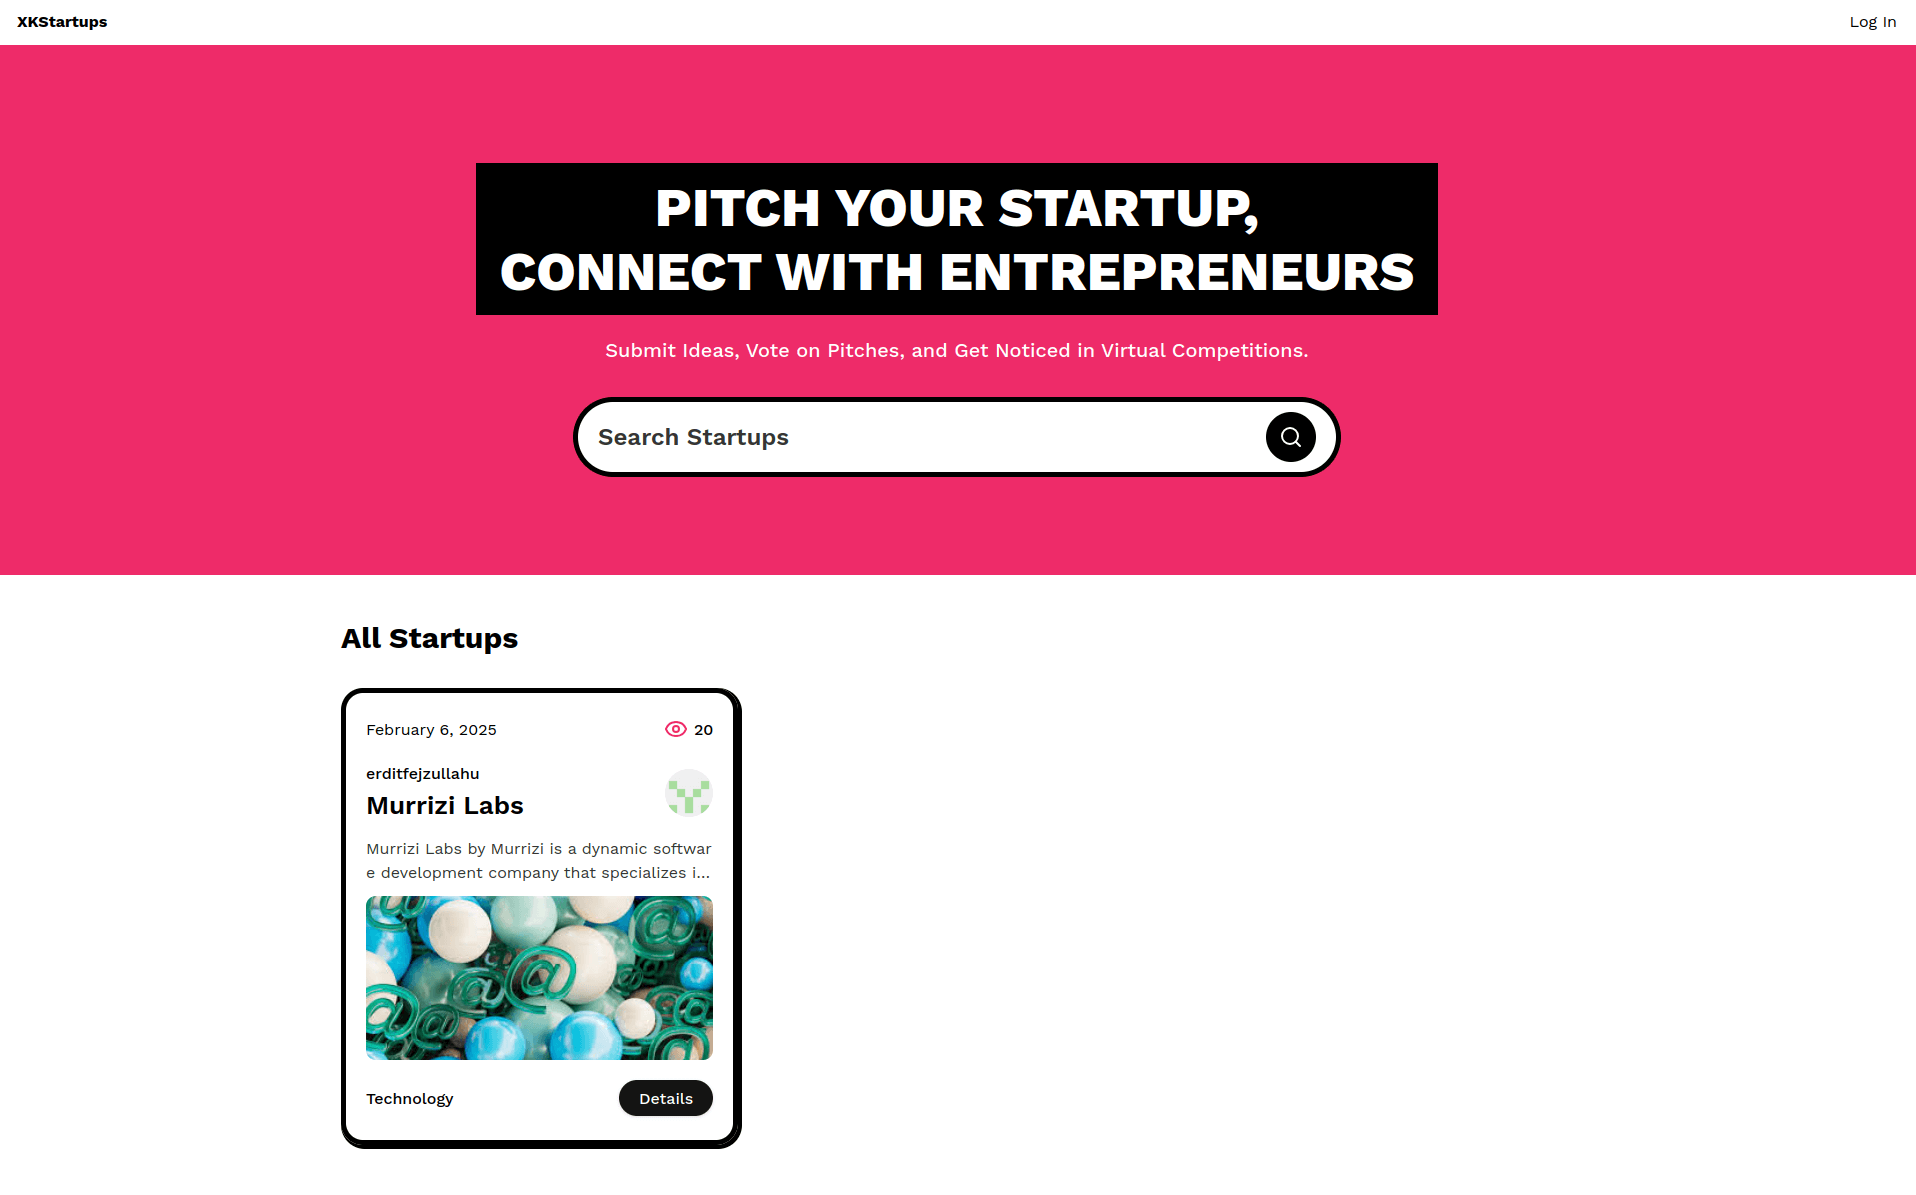 XKStartups
Log In
PITCH YOUR STARTUP,
CONNECT WITH ENTREPRENEURS
Submit Ideas, Vote on Pitches, and Get Noticed in Virtual Competitions.
Search Startups
All Startups
February 6, 2025
20
erditfejzullahu
Murrizi Labs
Murrizi Labs by Murrizi is a dynamic softwar
e development company that specializes i...
Technology
Details